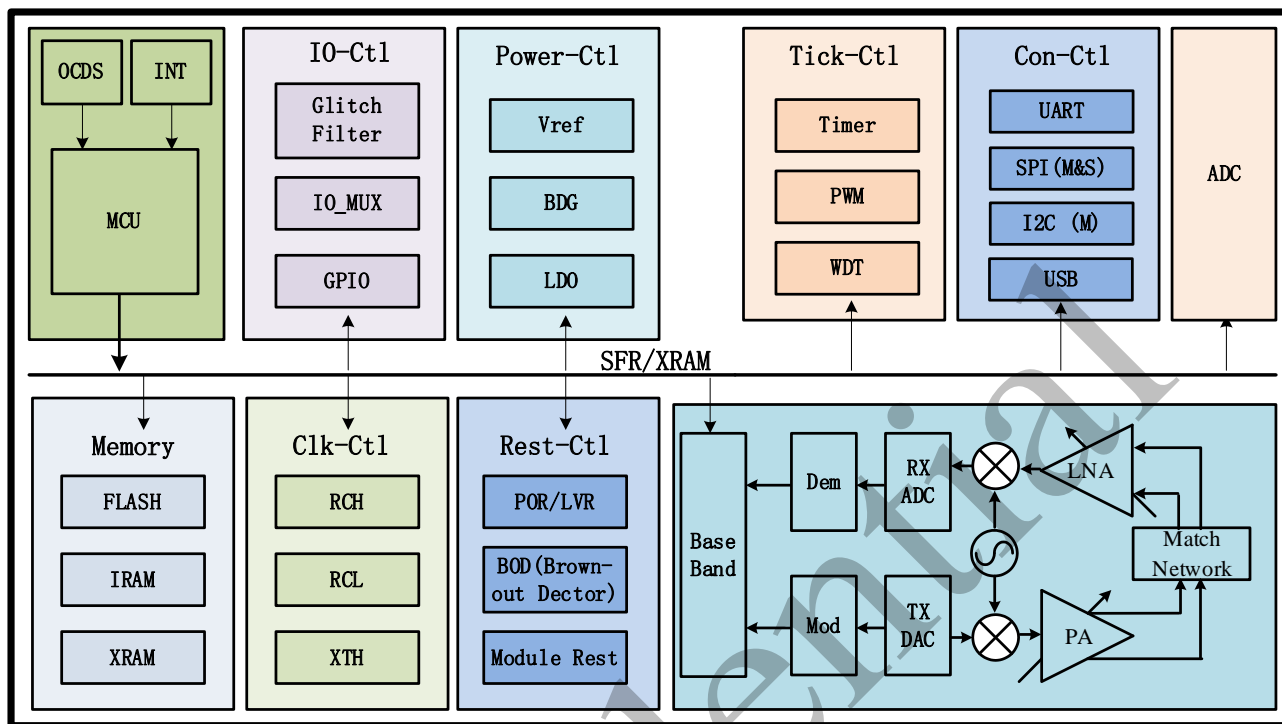 OCDS
INT
MCU
IO-Ctl
Glitch
Filter
IO_MUX
GPIO
Power-Ctl
Vref
BDG
LDO
Tick-Ctl
Timer
PWM
WDT
Con-Ctl
UART
SPI(M&S)
I2C (M)
USB
ADC
SFR/XRAM
Memory
FLASH
IRAM
XRAM
Clk-Ctl
RCH
RCL
XTH
Rest-Ctl
POR/LVR
BOD(Brown-
out Dector)
Module Rest
Base
Band
Dem
RX
ADC
LNA
Match
Network
Mod
TX
DAC
PA
dential